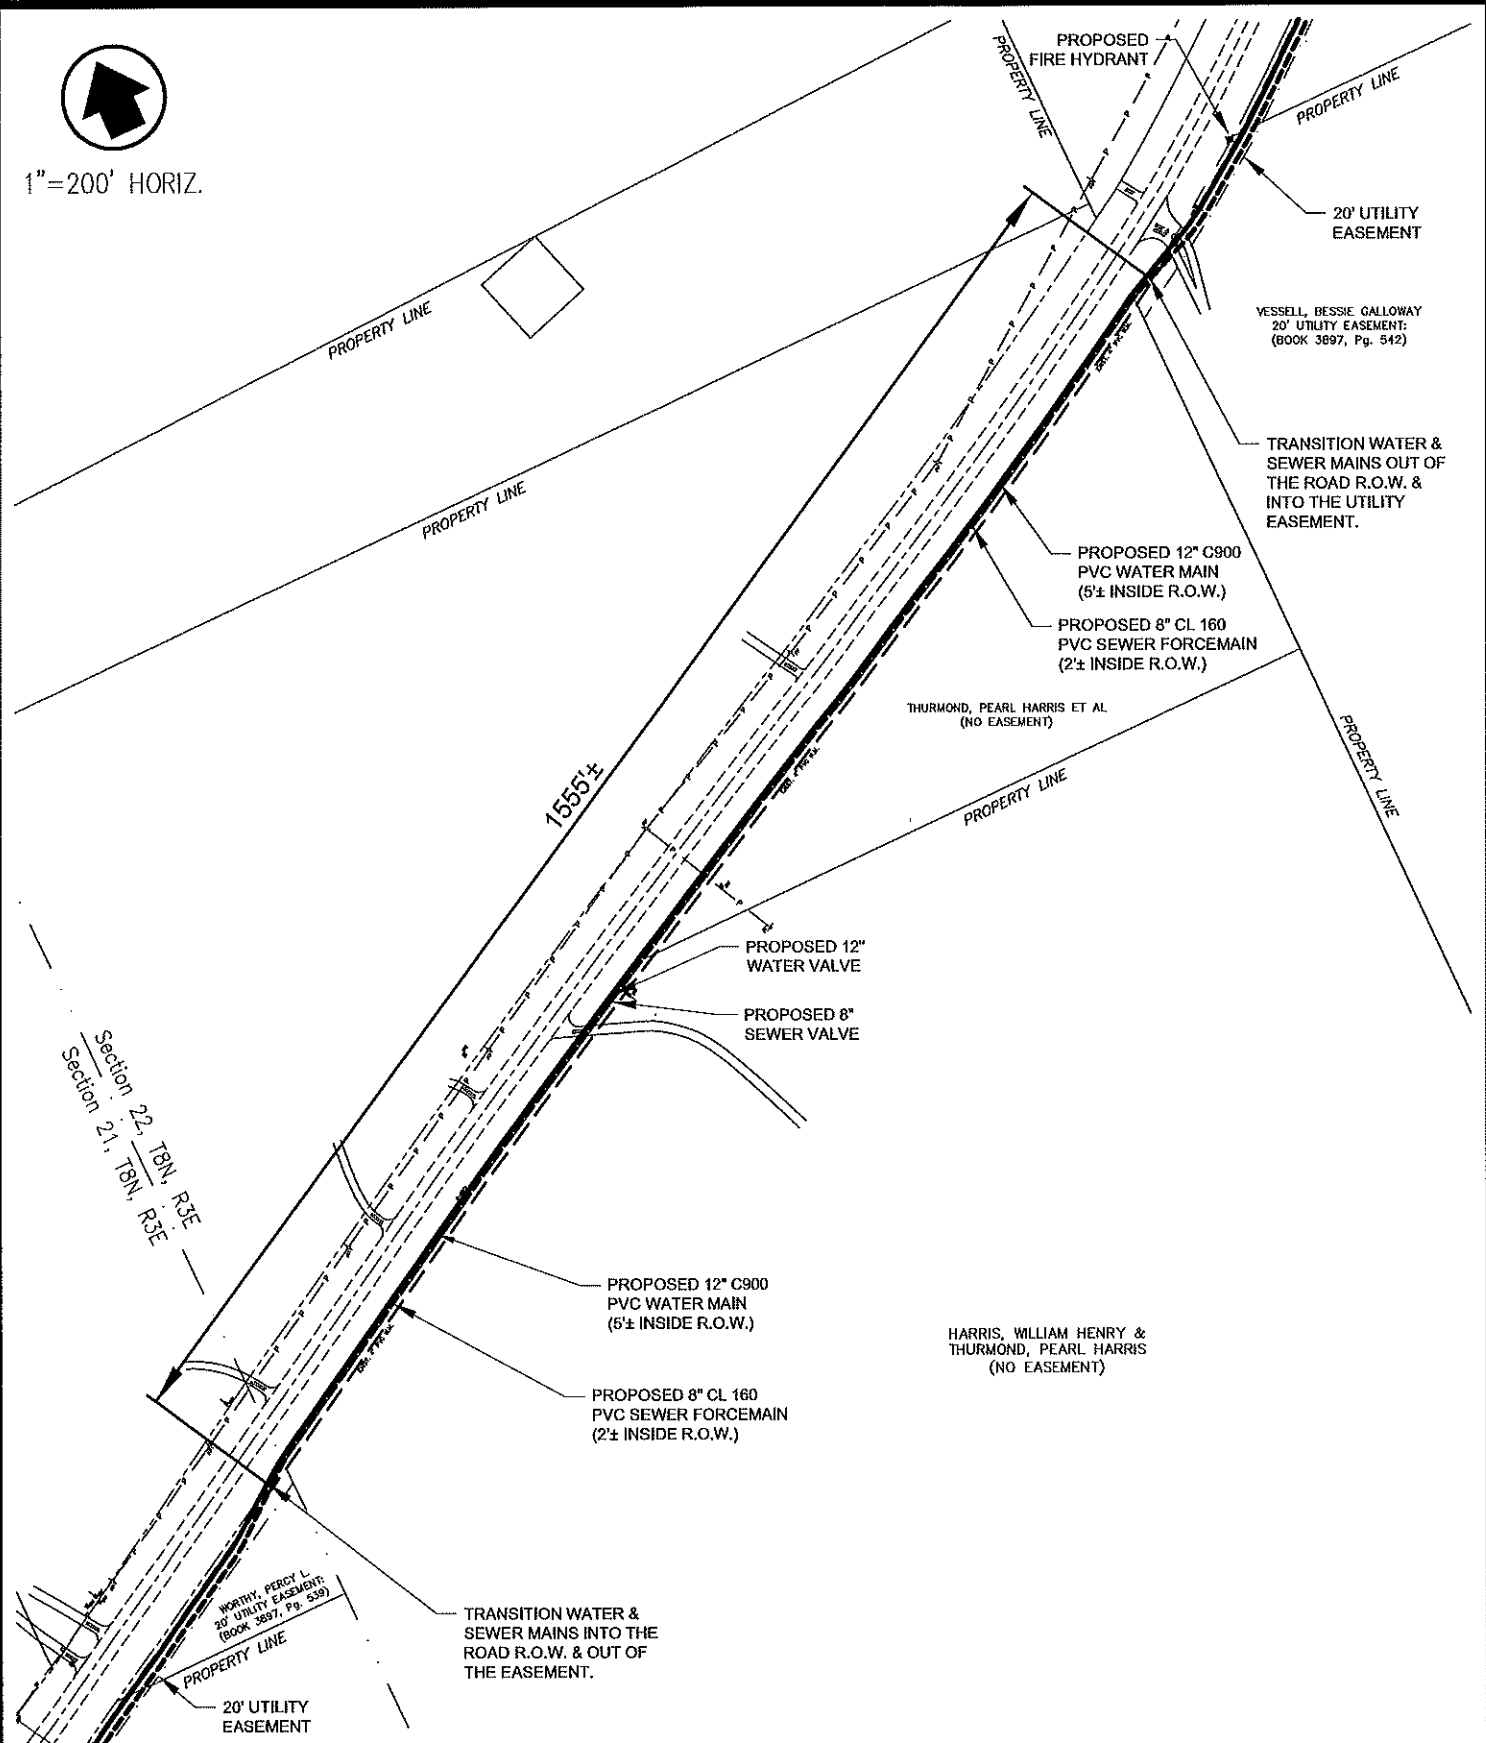 1"=200' HORIZ.
PROPOSED
FIRE HYDRANT
PROPERTY LINE
PROPERTY LINE
20' UTILITY
EASEMENT
VESSELL, BESSIE GALLOWAY
20' UTILITY EASEMENT:
(BOOK 3897, Pg. 542)
PROPERTY LINE
TRANSITION WATER &
SEWER MAINS OUT OF
THE ROAD R.O.W. &
INTO THE UTILITY
EASEMENT.
PROPERTY LINE
PROPOSED 12" C900
PVC WATER MAIN
(5'± INSIDE R.O.W.)
PROPOSED 8" CL 160
PVC SEWER FORCEMAIN
(2'± INSIDE R.O.W.)
THURMOND, PEARL HARRIS ET AL
(NO EASEMENT)
PROPERTY LINE
PROPERTY LINE
1555'±
PROPOSED 12"
WATER VALVE
PROPOSED 8"
SEWER VALVE
Section 22, T8N, R3E
Section 21, T8N, R3E
PROPOSED 12" C900
PVC WATER MAIN
(5'± INSIDE R.O.W.)
HARRIS, WILLIAM HENRY &
THURMOND, PEARL HARRIS
(NO EASEMENT)
PROPOSED 8" CL 160
PVC SEWER FORCEMAIN
(2'± INSIDE R.O.W.)
WORTHY, PERCY L.
20' UTILITY EASEMENT:
(BOOK 3897, Pg. 539)
PROPERTY LINE
TRANSITION WATER &
SEWER MAINS INTO THE
ROAD R.O.W. & OUT OF
THE EASEMENT.
20' UTILITY
EASEMENT